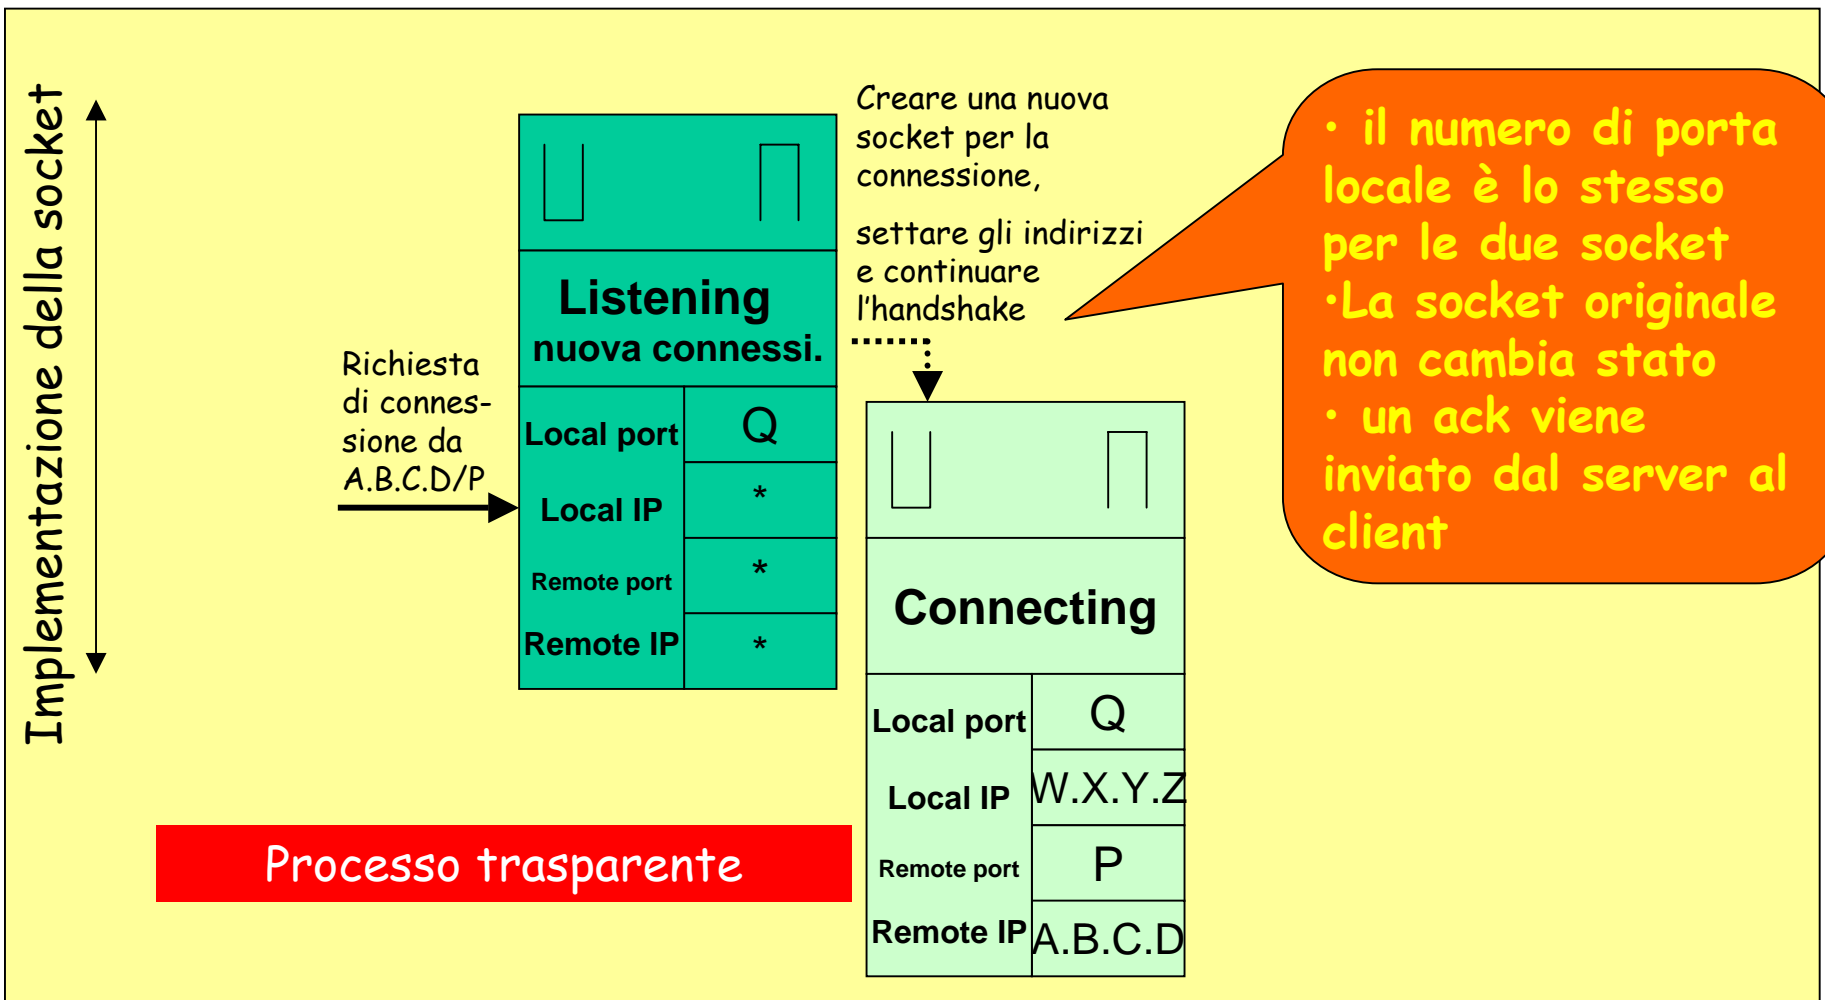 Implementazione della socket
Richiesta
di connes-
sione da
A.B.C.D/P
Listening
nuova connessi.
Local port
Q
Local IP
*
Remote port
*
Remote IP
*
Creare una nuova
socket per la
connessione,
settare gli indirizzi
e continuare
l'handshake
• il numero di porta
locale è lo stesso
per le due socket
•La socket originale
non cambia stato
• un ack viene
inviato dal server al
client
Connecting
Local port
Q
Local IP
W.X.Y.Z
Remote port
P
Remote IP
A.B.C.D
Processo trasparente